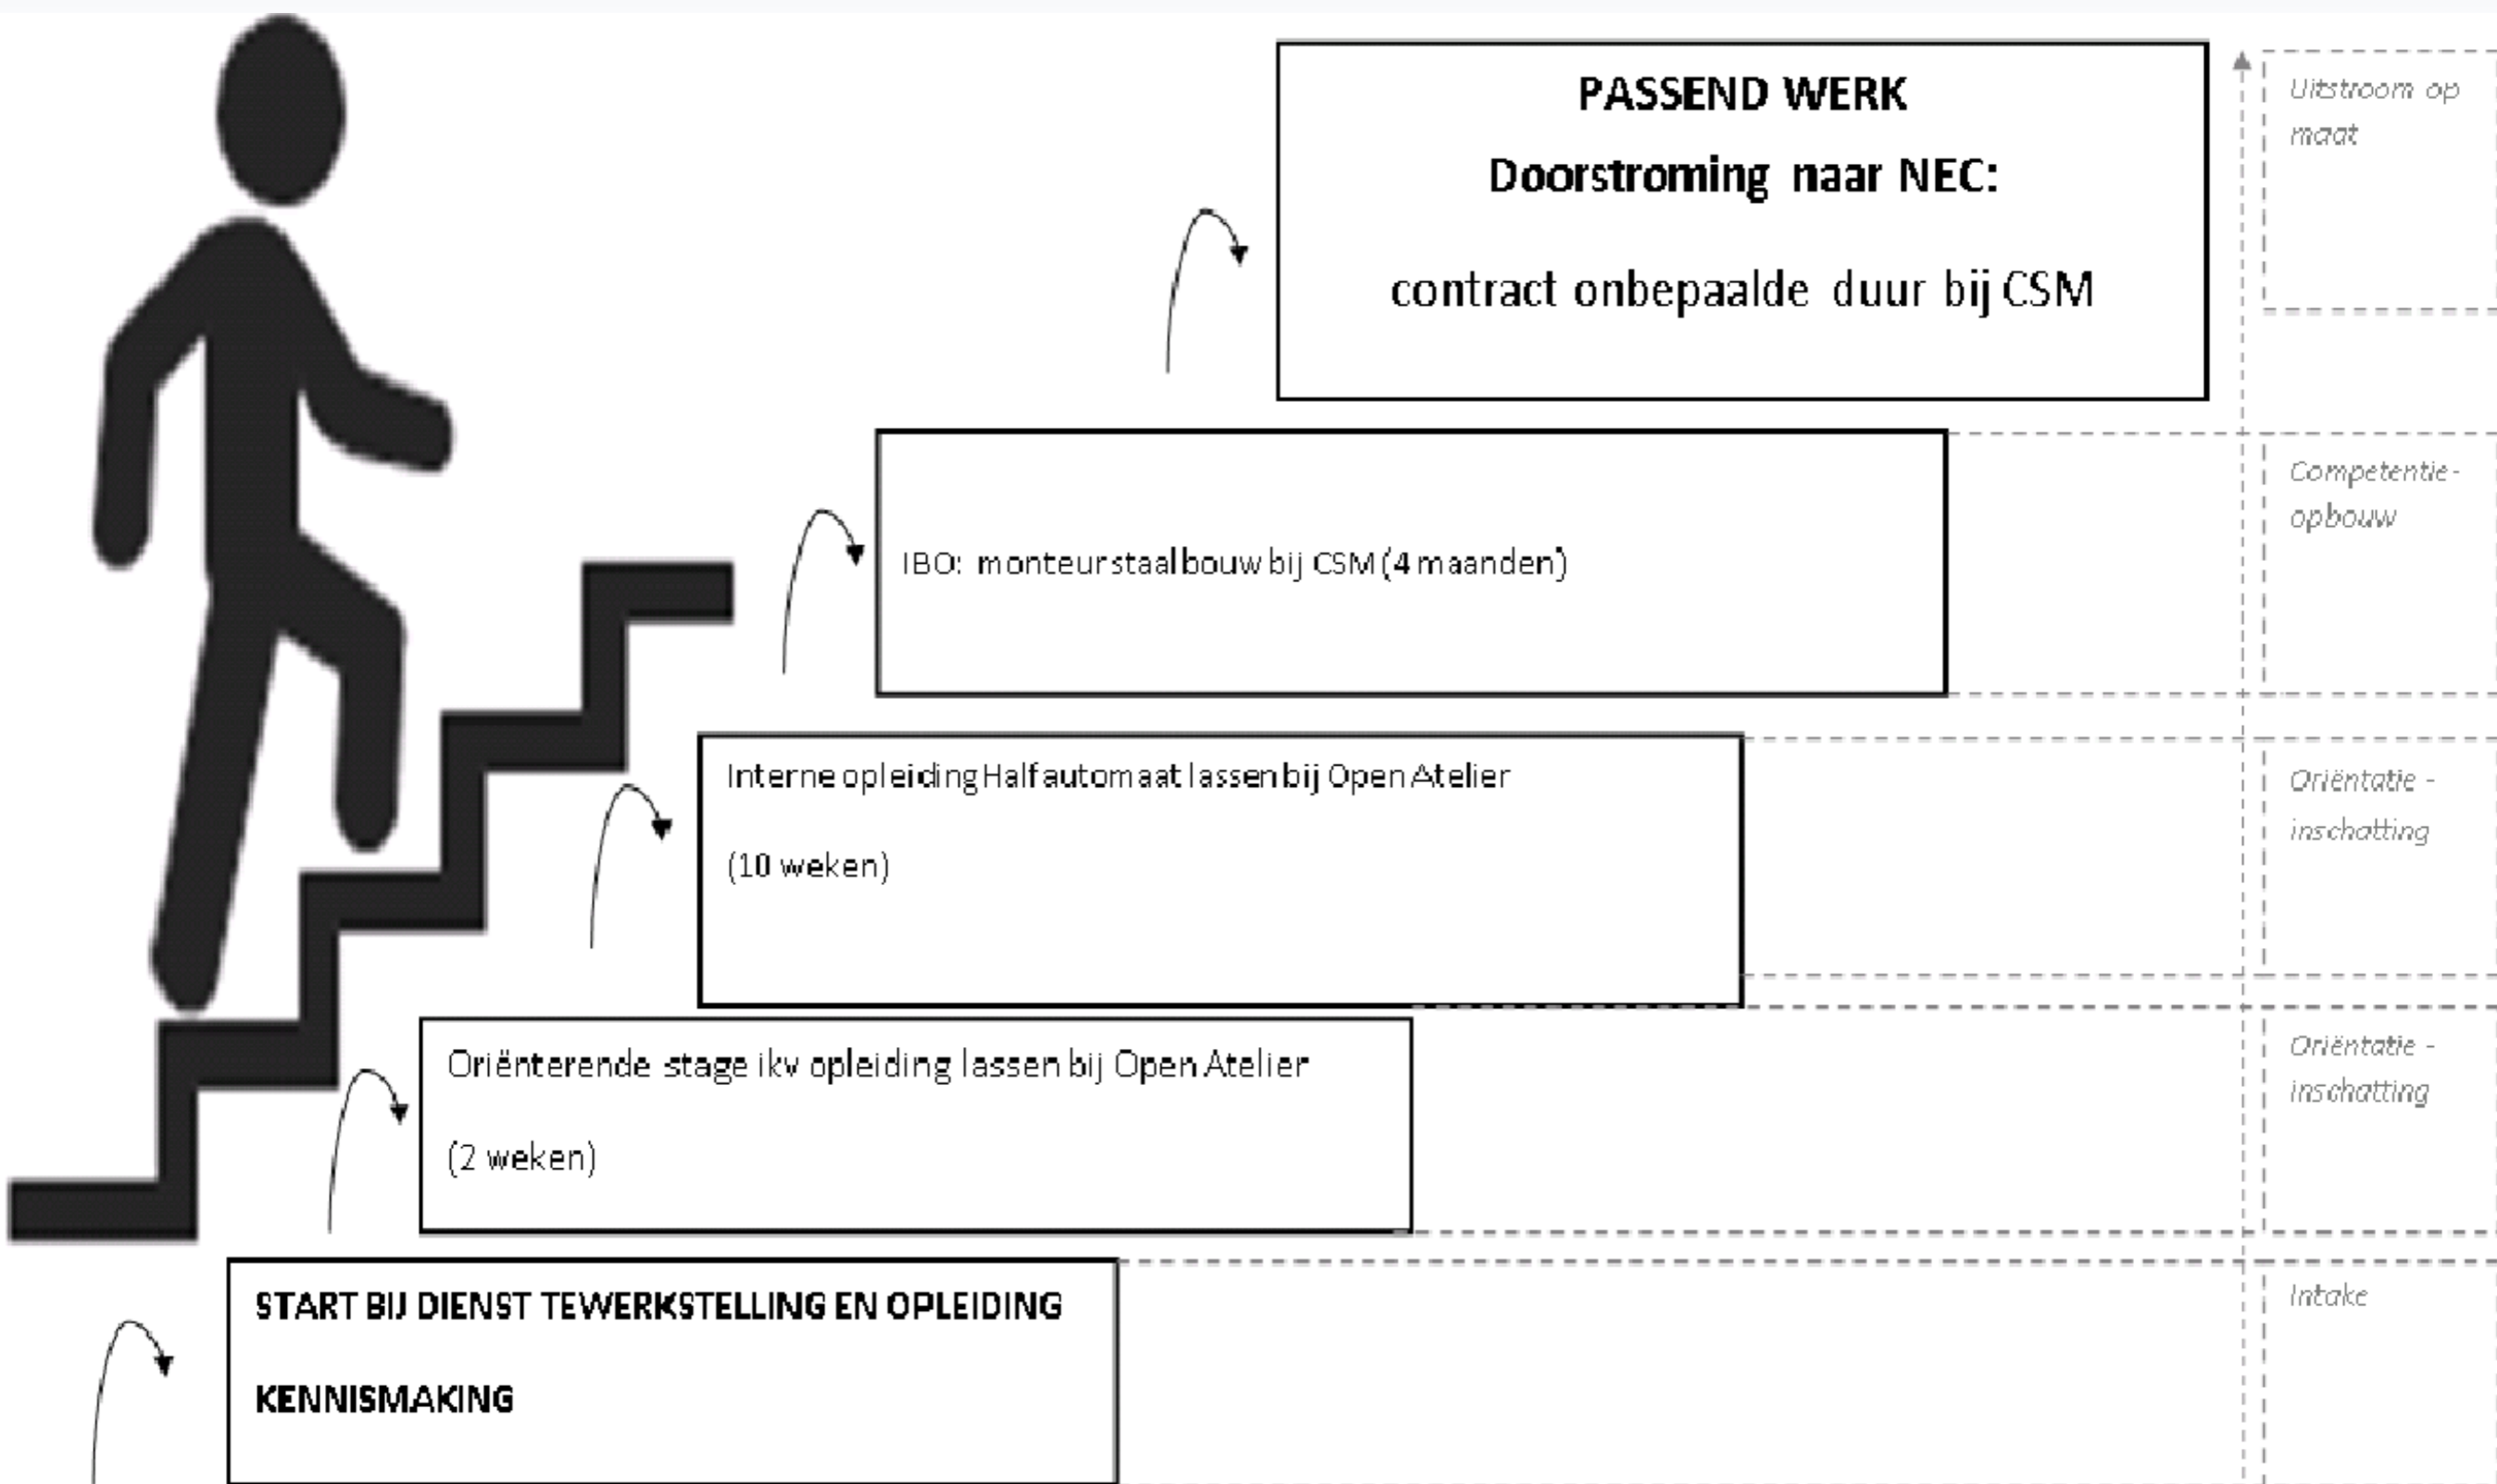 PASSEND WERK
Doorstroming naar NEC:
contract onbepaalde duur bij CSM
Uitstroom op
maat
IBO: monteur staalbouw bij CSM (4 maanden)
Competentie-
opbouw
Interne opleiding Halfautomaat lassen bij Open Atelier
(10 weken)
Oriëntatie -
inschatting
Oriënterende stage ikv opleiding lassen bij Open Atelier
(2 weken)
Oriëntatie -
inschatting
START BIJ DIENST TEWERKSTELLING EN OPLEIDING
KENNISMAKING
Intake